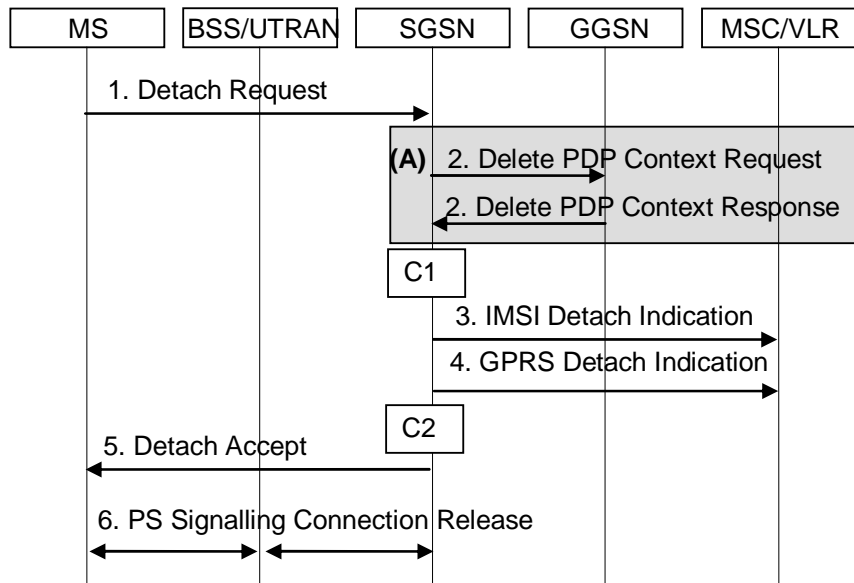 MS BSS/UTRAN SGSN GGSN MSC/VLR
1. Detach Request
(A) 2. Delete PDP Context Request
2. Delete PDP Context Response
C1
3. IMSI Detach Indication
4. GPRS Detach Indication
C2
5. Detach Accept
6. PS Signalling Connection Release